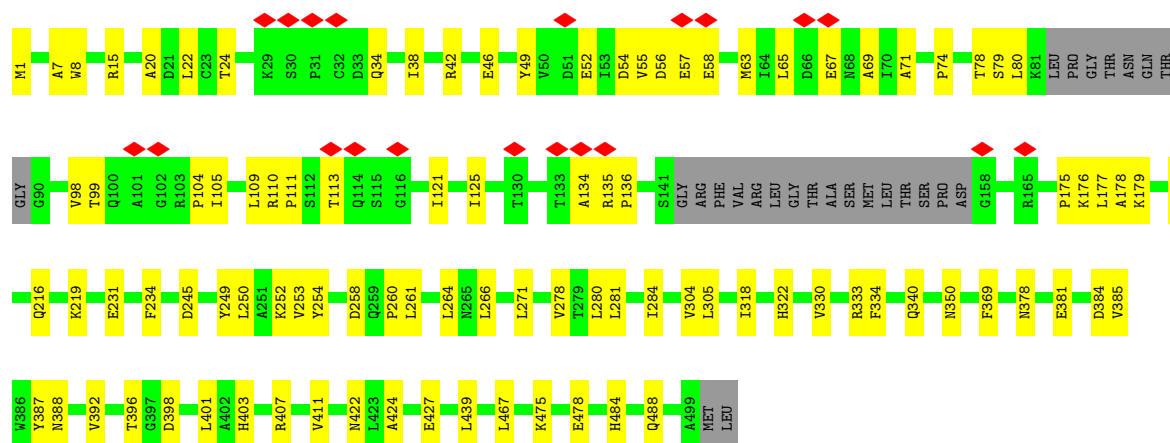 M1 A7 W8 R15 A20 D21 L22 C23 T24 K29 S30 P31 C32 D33 Q34 I38 R42 E46 Y49 V50 D51 E52 I53 D54 V55 D56 E57 E58 M63 I64 L65 D66 E67 N68 A69 I70 A71 P74 T78 S79 L80 K81 LEU PRO GLY THR ASN GLN THR
GLY G90 V98 T99 Q100 A101 G102 R103 P104 I105 L109 R110 P111 S112 T113 Q114 S115 G116 I121 I125 T130 T133 A134 R135 P136 S141 GLY ARG PHE VAL ARG LEU GLY THR ALA SER MET LEU THR SER PRO ASP G158 R165 P175 K176 L177 A178 K179
Q216 K219 E231 F234 D245 Y249 L250 A251 K252 V253 Y254 D258 Q259 P260 L261 L264 N265 L266 L271 V278 T279 L280 L281 I284 V304 L305 I318 H322 V330 R333 F334 Q340 N350 F369 N378 E381 D384 V385
W386 Y387 N388 V392 T396 G397 D398 L401 A402 H403 R407 V411 N422 L423 A424 E427 L439 L467 K475 E478 H484 Q488 A499 MET LEU